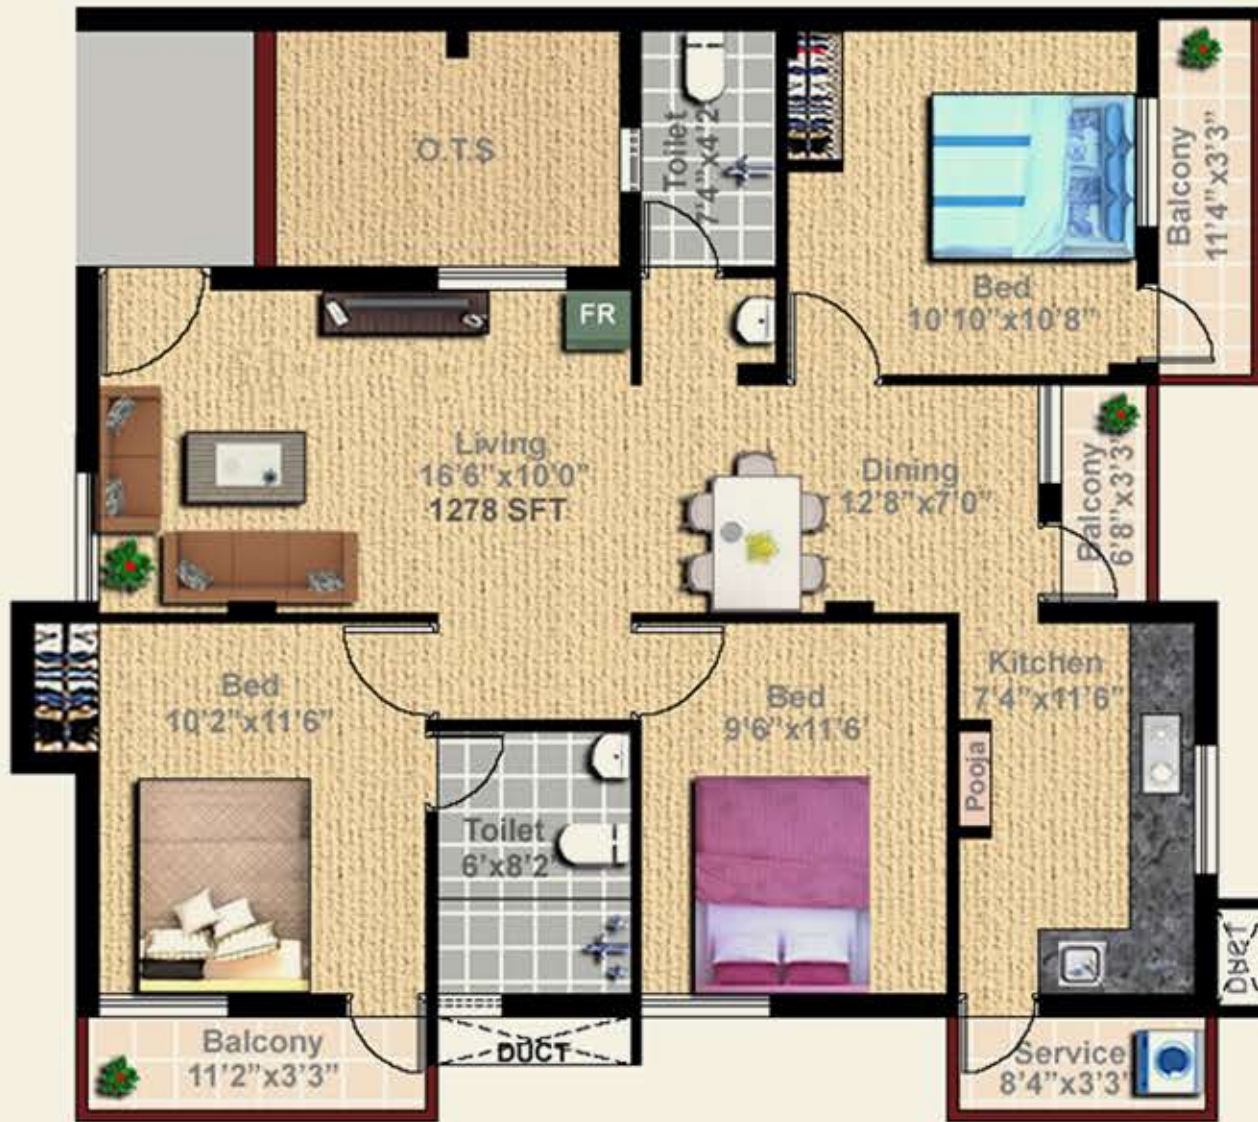 O.T.S
Toilet
7'4"x4'2"
Balcony
11'4"x3'3"
Bed
10'10"x10'8"
FR
Living
16'6"x10'0"
1278 SFT
Dining
12'8"x7'0"
Balcony
6'8"x3'3"
Bed
10'2"x11'6"
Bed
9'6"x11'6'
Kitchen
7'4"x11'6"
Pooja
Toilet
6'x8'2"
DUCT
Balcony
11'2"x3'3"
DUCT
Service
8'4"x3'3"